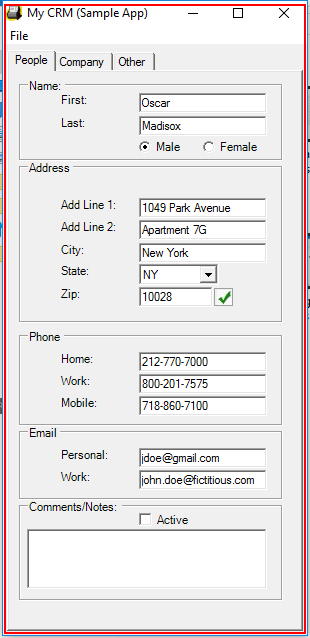 My CRM (Sample App)
File
People Company Other
Name:
First: Oscar
Last: Madisox
Male Female
Address
Add Line 1: 1049 Park Avenue
Add Line 2: Apartment 7G
City: New York
State: NY
Zip: 10028
Phone
Home: 212-770-7000
Work: 800-201-7575
Mobile: 718-860-7100
Email
Personal: jdoe@gmail.com
Work: john.doe@fictitious.com
Comments/Notes:
Active